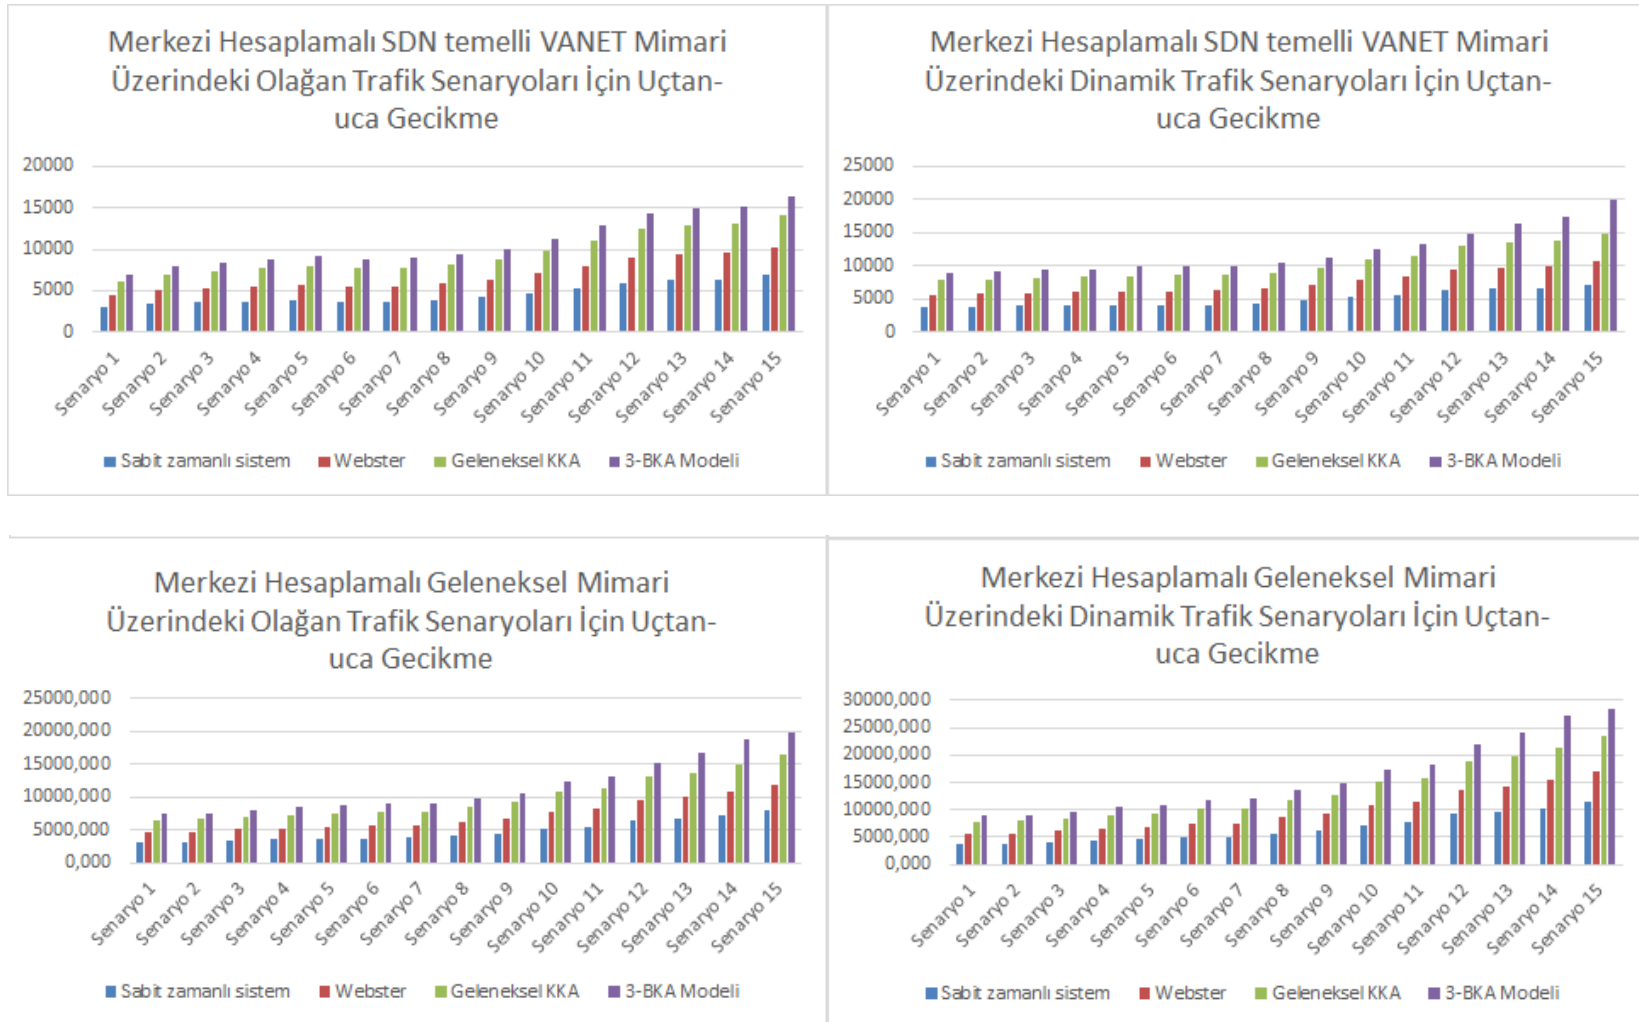 Merkezi Hesaplamalı SDN temelli VANET Mimari
Üzerindeki Olağan Trafik Senaryoları İçin Uçtan-
uca Gecikme
20000
15000
10000
5000
0
Senaryo 1
Senaryo 2
Senaryo 3
Senaryo 4
Senaryo 5
Senaryo 6
Senaryo 7
Senaryo 8
Senaryo 9
Senaryo 10
Senaryo 11
Senaryo 12
Senaryo 13
Senaryo 14
Senaryo 15
Sabit zamanlı sistem Webster Geleneksel KKA 3-BKA Modeli
Merkezi Hesaplamalı SDN temelli VANET Mimari
Üzerindeki Dinamik Trafik Senaryoları İçin Uçtan-
uca Gecikme
25000
20000
15000
10000
5000
0
Senaryo 1
Senaryo 2
Senaryo 3
Senaryo 4
Senaryo 5
Senaryo 6
Senaryo 7
Senaryo 8
Senaryo 9
Senaryo 10
Senaryo 11
Senaryo 12
Senaryo 13
Senaryo 14
Senaryo 15
Sabit zamanlı sistem Webster Geleneksel KKA 3-BKA Modeli
Merkezi Hesaplamalı Geleneksel Mimari
Üzerindeki Olağan Trafik Senaryoları İçin Uçtan-
uca Gecikme
25000,000
20000,000
15000,000
10000,000
5000,000
0,000
Senaryo 1
Senaryo 2
Senaryo 3
Senaryo 4
Senaryo 5
Senaryo 6
Senaryo 7
Senaryo 8
Senaryo 9
Senaryo 10
Senaryo 11
Senaryo 12
Senaryo 13
Senaryo 14
Senaryo 15
Sabit zamanlı sistem Webster Geleneksel KKA 3-BKA Modeli
Merkezi Hesaplamalı Geleneksel Mimari
Üzerindeki Dinamik Trafik Senaryoları İçin Uçtan-
uca Gecikme
30000,000
25000,000
20000,000
15000,000
10000,000
5000,000
0,000
Senaryo 1
Senaryo 2
Senaryo 3
Senaryo 4
Senaryo 5
Senaryo 6
Senaryo 7
Senaryo 8
Senaryo 9
Senaryo 10
Senaryo 11
Senaryo 12
Senaryo 13
Senaryo 14
Senaryo 15
Sabit zamanlı sistem Webster Geleneksel KKA 3-BKA Modeli